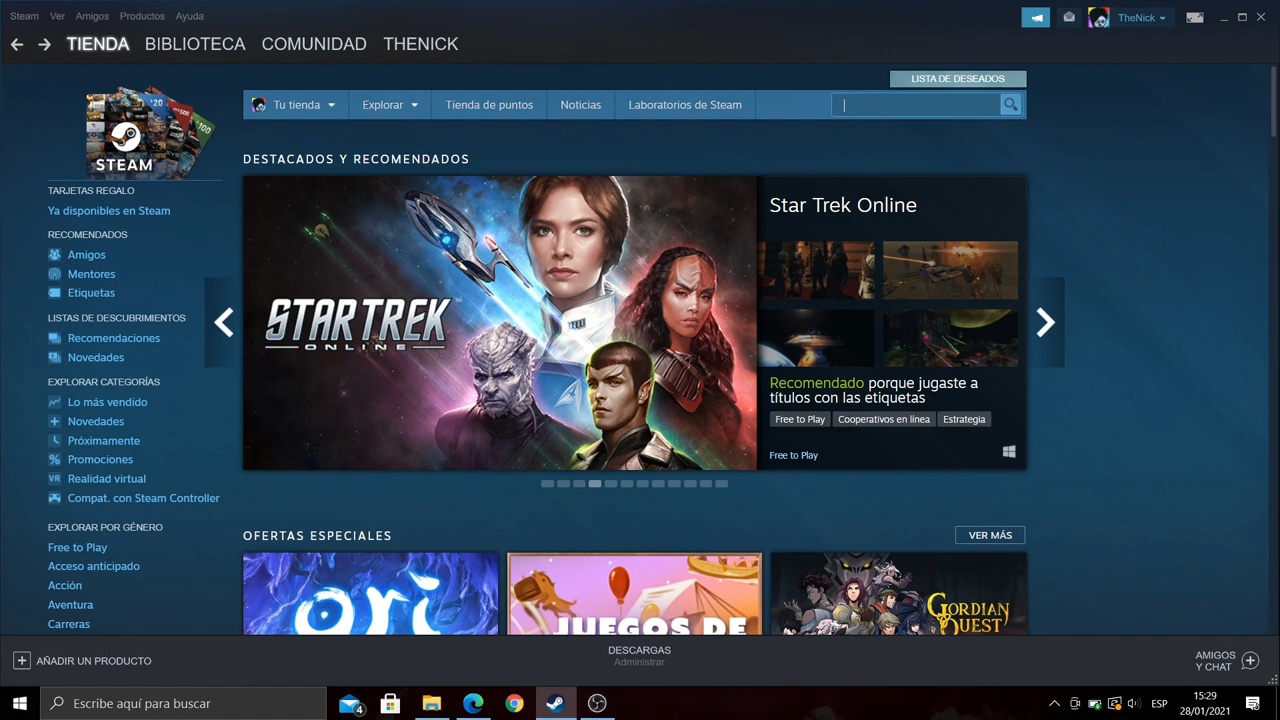 Steam Ver Amigos Productos Ayuda
TheNick
TIENDA BIBLIOTECA COMUNIDAD THENICK
LISTA DE DESEADOS
Tu tienda Explorar Tienda de puntos Noticias Laboratorios de Steam
$20
$100
STEAM
TARJETAS REGALO
Ya disponibles en Steam
RECOMENDADOS
Amigos
Mentores
Etiquetas
LISTAS DE DESCUBRIMIENTOS
Recomendaciones
Novedades
EXPLORAR CATEGORÍAS
Lo más vendido
Novedades
Próximamente
Promociones
VR Realidad virtual
Compat. con Steam Controller
EXPLORAR POR GÉNERO
Free to Play
Acceso anticipado
Acción
Aventura
Carreras
DESTACADOS Y RECOMENDADOS
STAR TREK
ONLINE
Star Trek Online
Recomendado porque jugaste a
títulos con las etiquetas
Free to Play Cooperativos en línea Estrategia
Free to Play
OFERTAS ESPECIALES
VER MÁS
ori
JUEGOS DE
GORDIAN
QUEST
AÑADIR UN PRODUCTO
DESCARGAS
Administrar
AMIGOS
Y CHAT
Escribe aquí para buscar
4
ESP
15:29
28/01/2021